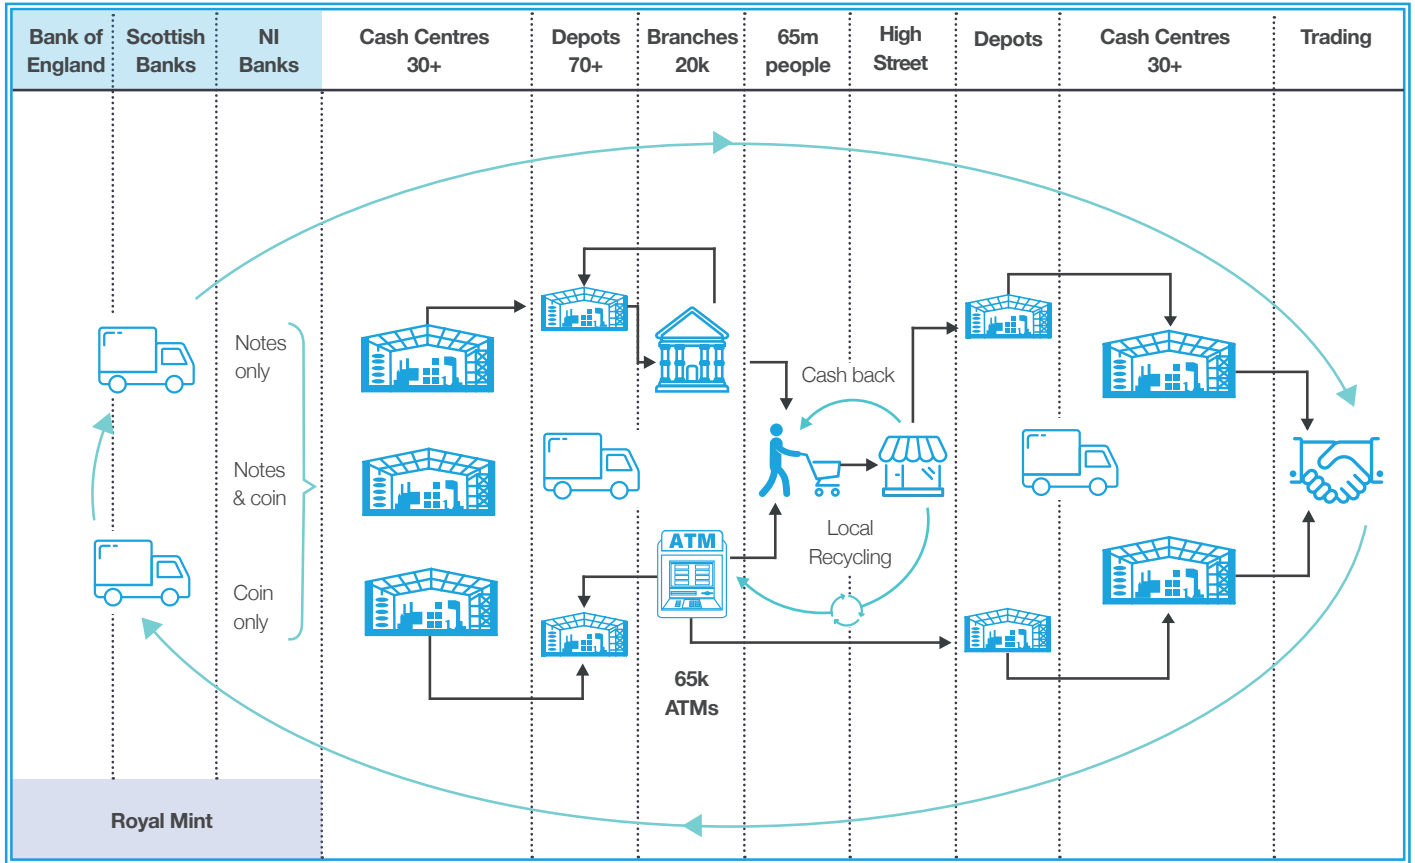 Bank of
England
Scottish
Banks
NI
Banks
Cash Centres
30+
Depots
70+
Branches
20k
65m
people
High
Street
Depots
Cash Centres
30+
Trading
Notes
only
Notes
& coin
Coin
only
Cash back
ATM
Local
Recycling
65k
ATMs
Royal Mint